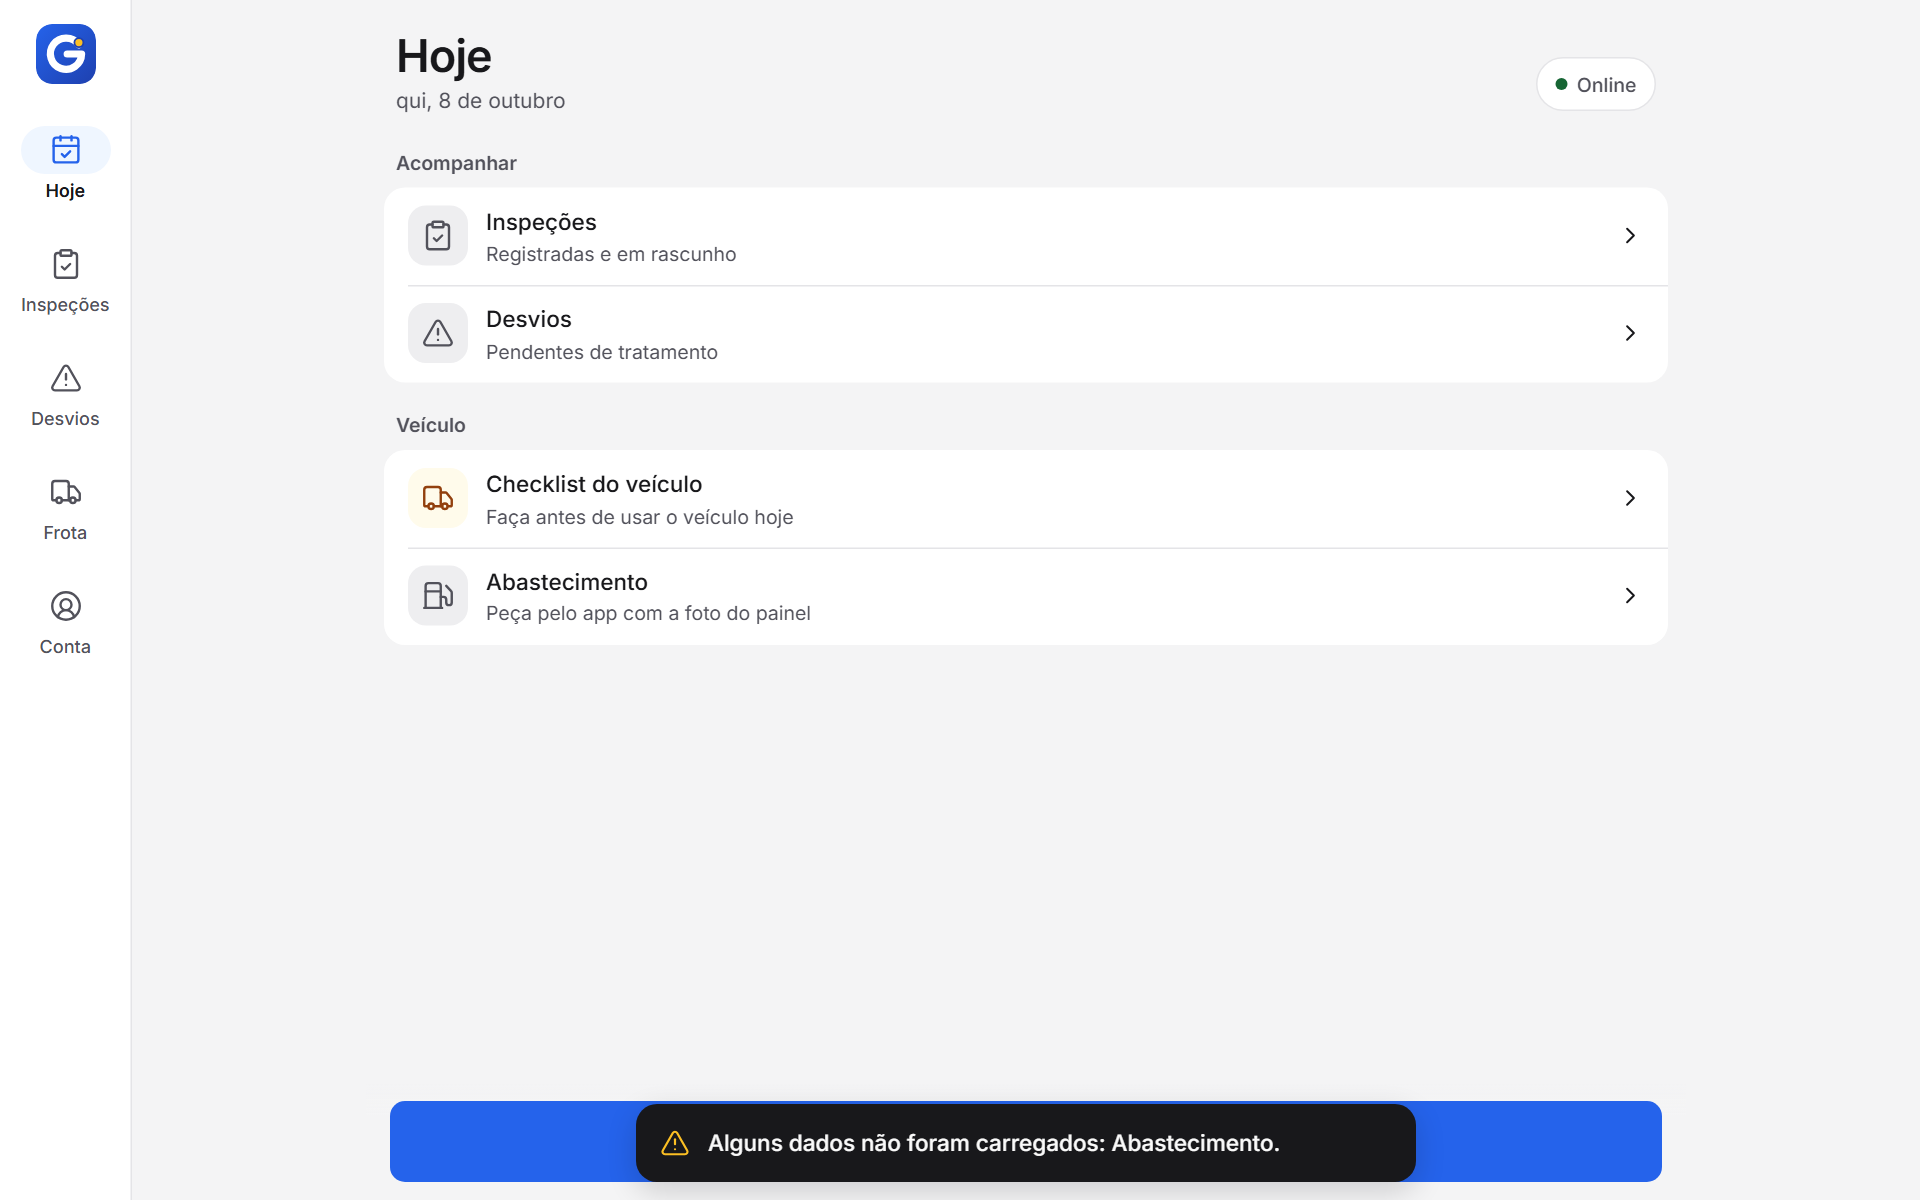 Hoje
qui, 8 de outubro
Online
Hoje
Inspeções
Desvios
Frota
Conta
Acompanhar
Inspeções
Registradas e em rascunho
Desvios
Pendentes de tratamento
Veículo
Checklist do veículo
Faça antes de usar o veículo hoje
Abastecimento
Peça pelo app com a foto do painel
Alguns dados não foram carregados: Abastecimento.